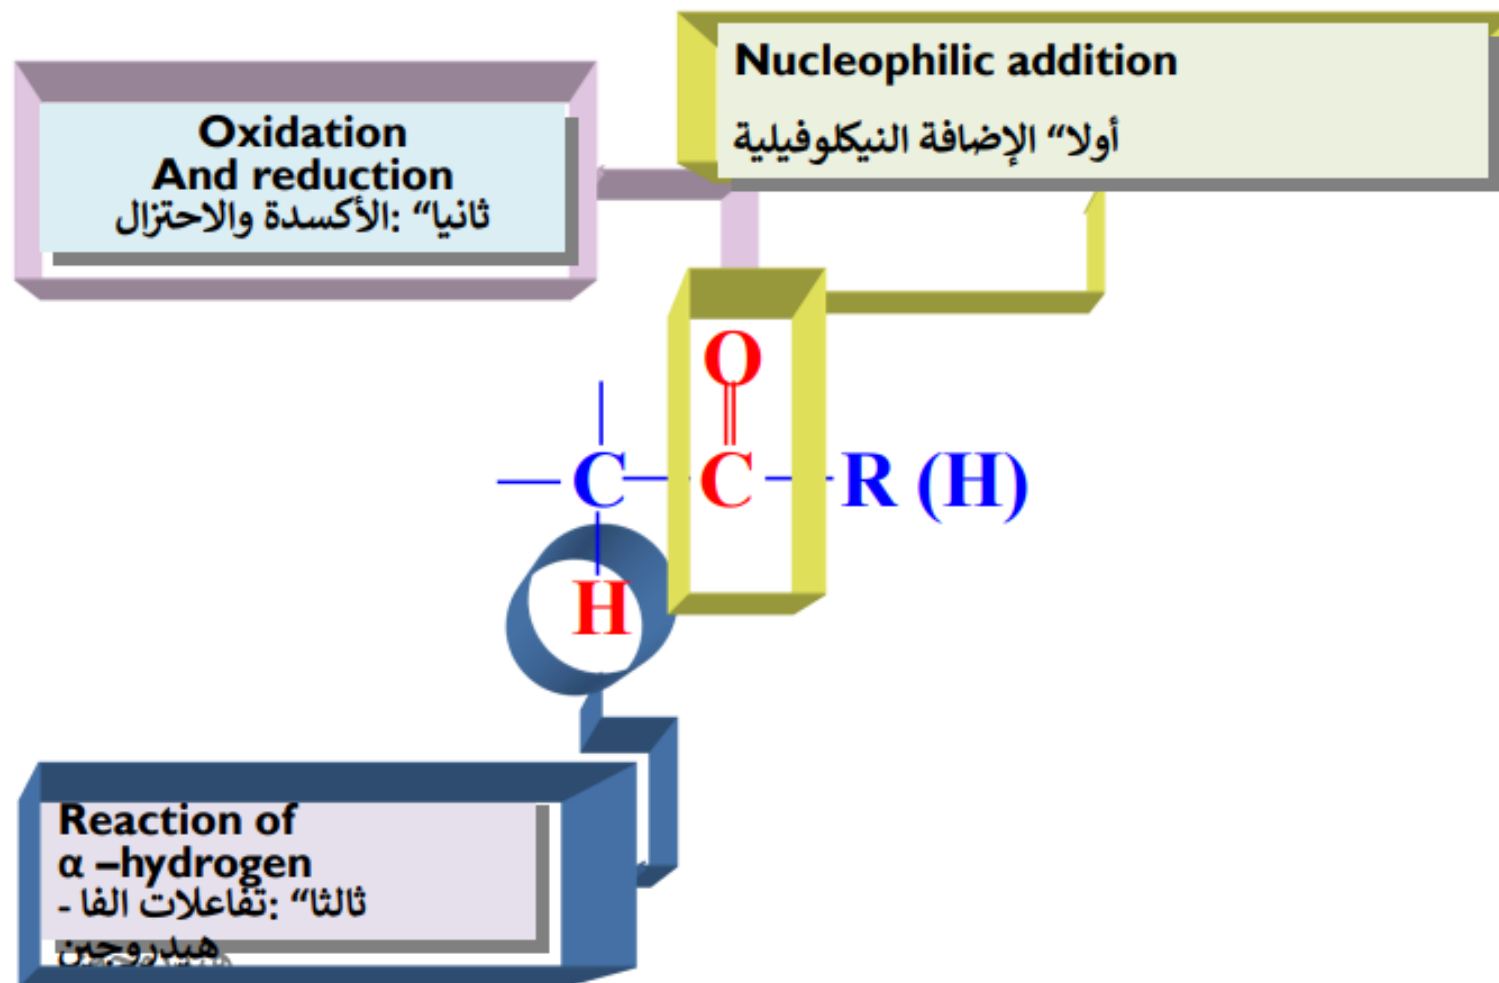 Nucleophilic addition
أولا“ الإضافة النيكلوفيلية
Oxidation
And reduction
ثانيا“ :الأكسدة والاحتزال
O
C C R (H)
H
Reaction of
α –hydrogen
ثالثا“ :تفاعلات الفا -
هيدروجين